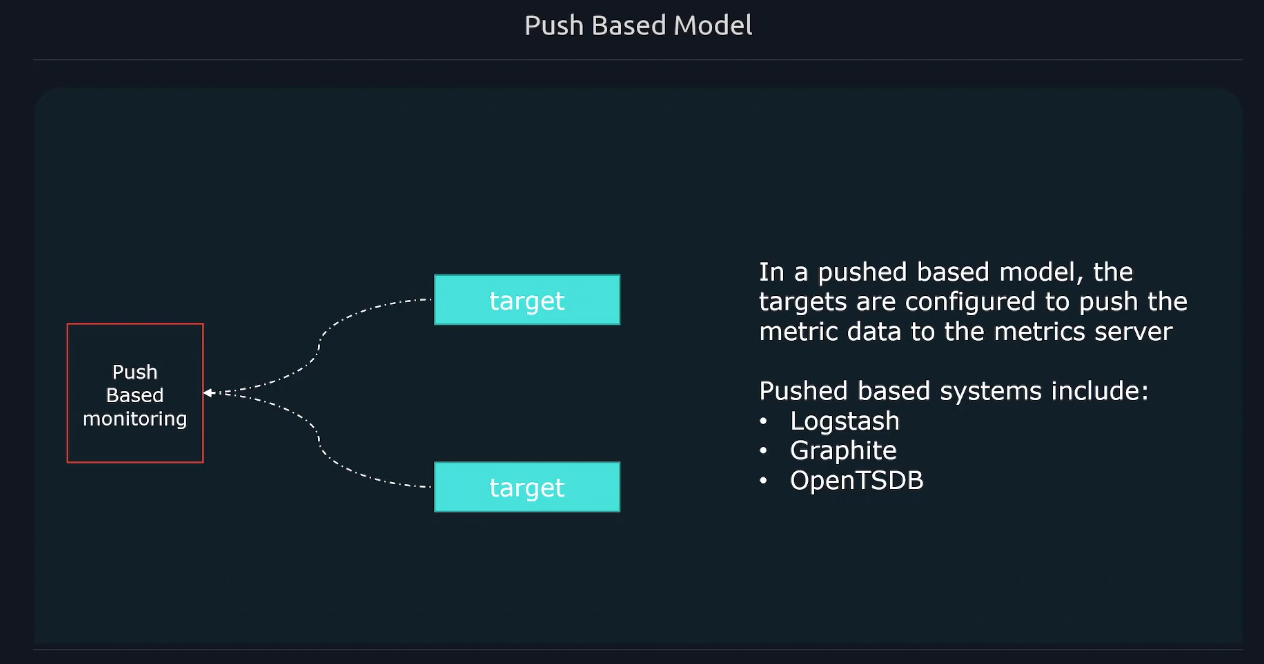 Push Based Model
Push
Based
monitoring
target
target
In a pushed based model, the
targets are configured to push the
metric data to the metrics server
Pushed based systems include:
• Logstash
• Graphite
• OpenTSDB